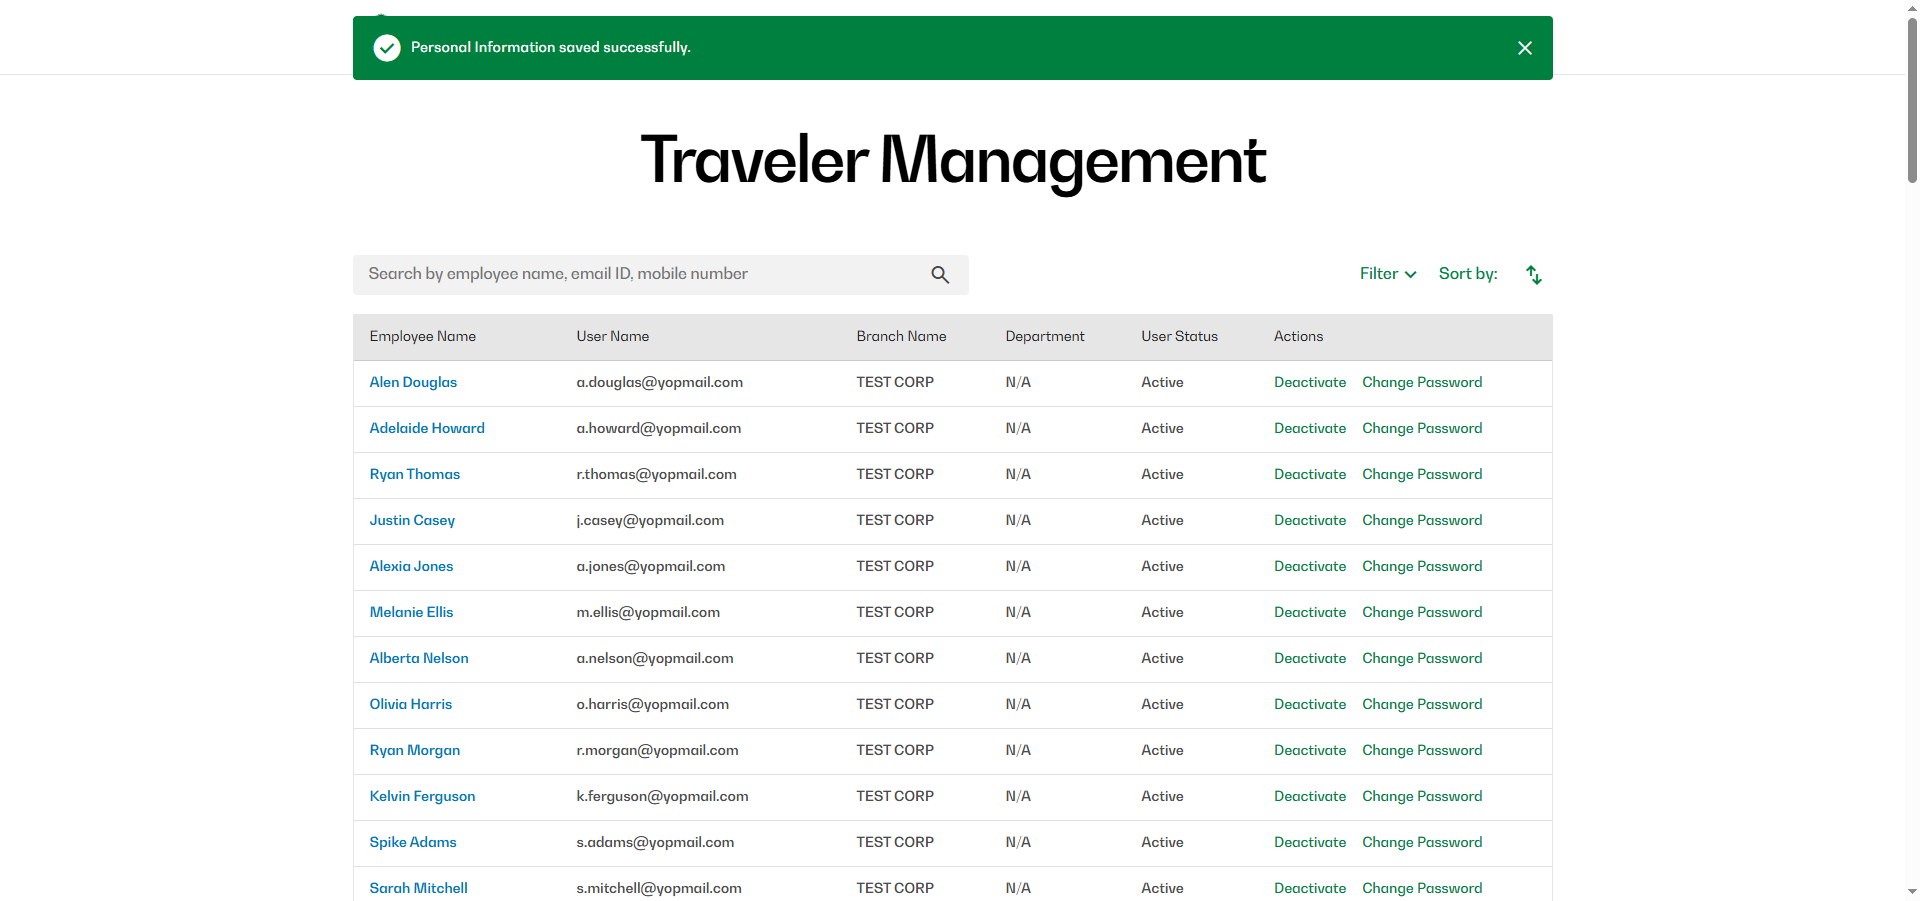 Personal Information saved successfully.
Traveler Management
Search by employee name, email ID, mobile number
Filter Sort by:
Employee Name User Name Branch Name Department User Status Actions
Alen Douglas a.douglas@yopmail.com TEST CORP N/A Active Deactivate Change Password
Adelaide Howard a.howard@yopmail.com TEST CORP N/A Active Deactivate Change Password
Ryan Thomas r.thomas@yopmail.com TEST CORP N/A Active Deactivate Change Password
Justin Casey j.casey@yopmail.com TEST CORP N/A Active Deactivate Change Password
Alexia Jones a.jones@yopmail.com TEST CORP N/A Active Deactivate Change Password
Melanie Ellis m.ellis@yopmail.com TEST CORP N/A Active Deactivate Change Password
Alberta Nelson a.nelson@yopmail.com TEST CORP N/A Active Deactivate Change Password
Olivia Harris o.harris@yopmail.com TEST CORP N/A Active Deactivate Change Password
Ryan Morgan r.morgan@yopmail.com TEST CORP N/A Active Deactivate Change Password
Kelvin Ferguson k.ferguson@yopmail.com TEST CORP N/A Active Deactivate Change Password
Spike Adams s.adams@yopmail.com TEST CORP N/A Active Deactivate Change Password
Sarah Mitchell s.mitchell@yopmail.com TEST CORP N/A Active Deactivate Change Password